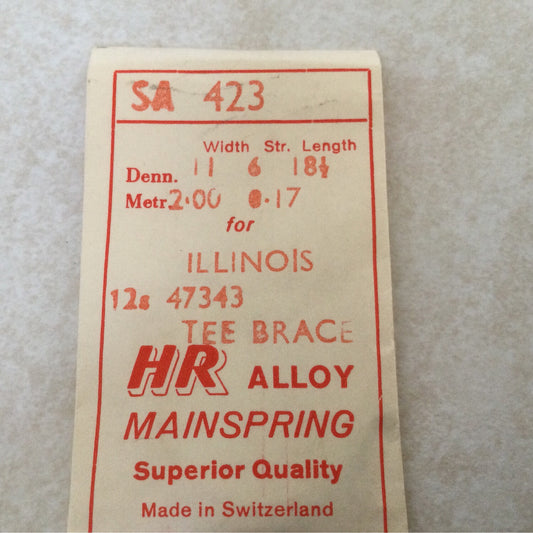 SA 423
Width Str. Length
Denn. 11 6 18½
Metr 2.00 0.17
for
ILLINOIS
12s 47343
TEE BRACE
HR ALLOY
MAINSPRING
Superior Quality
Made in Switzerland